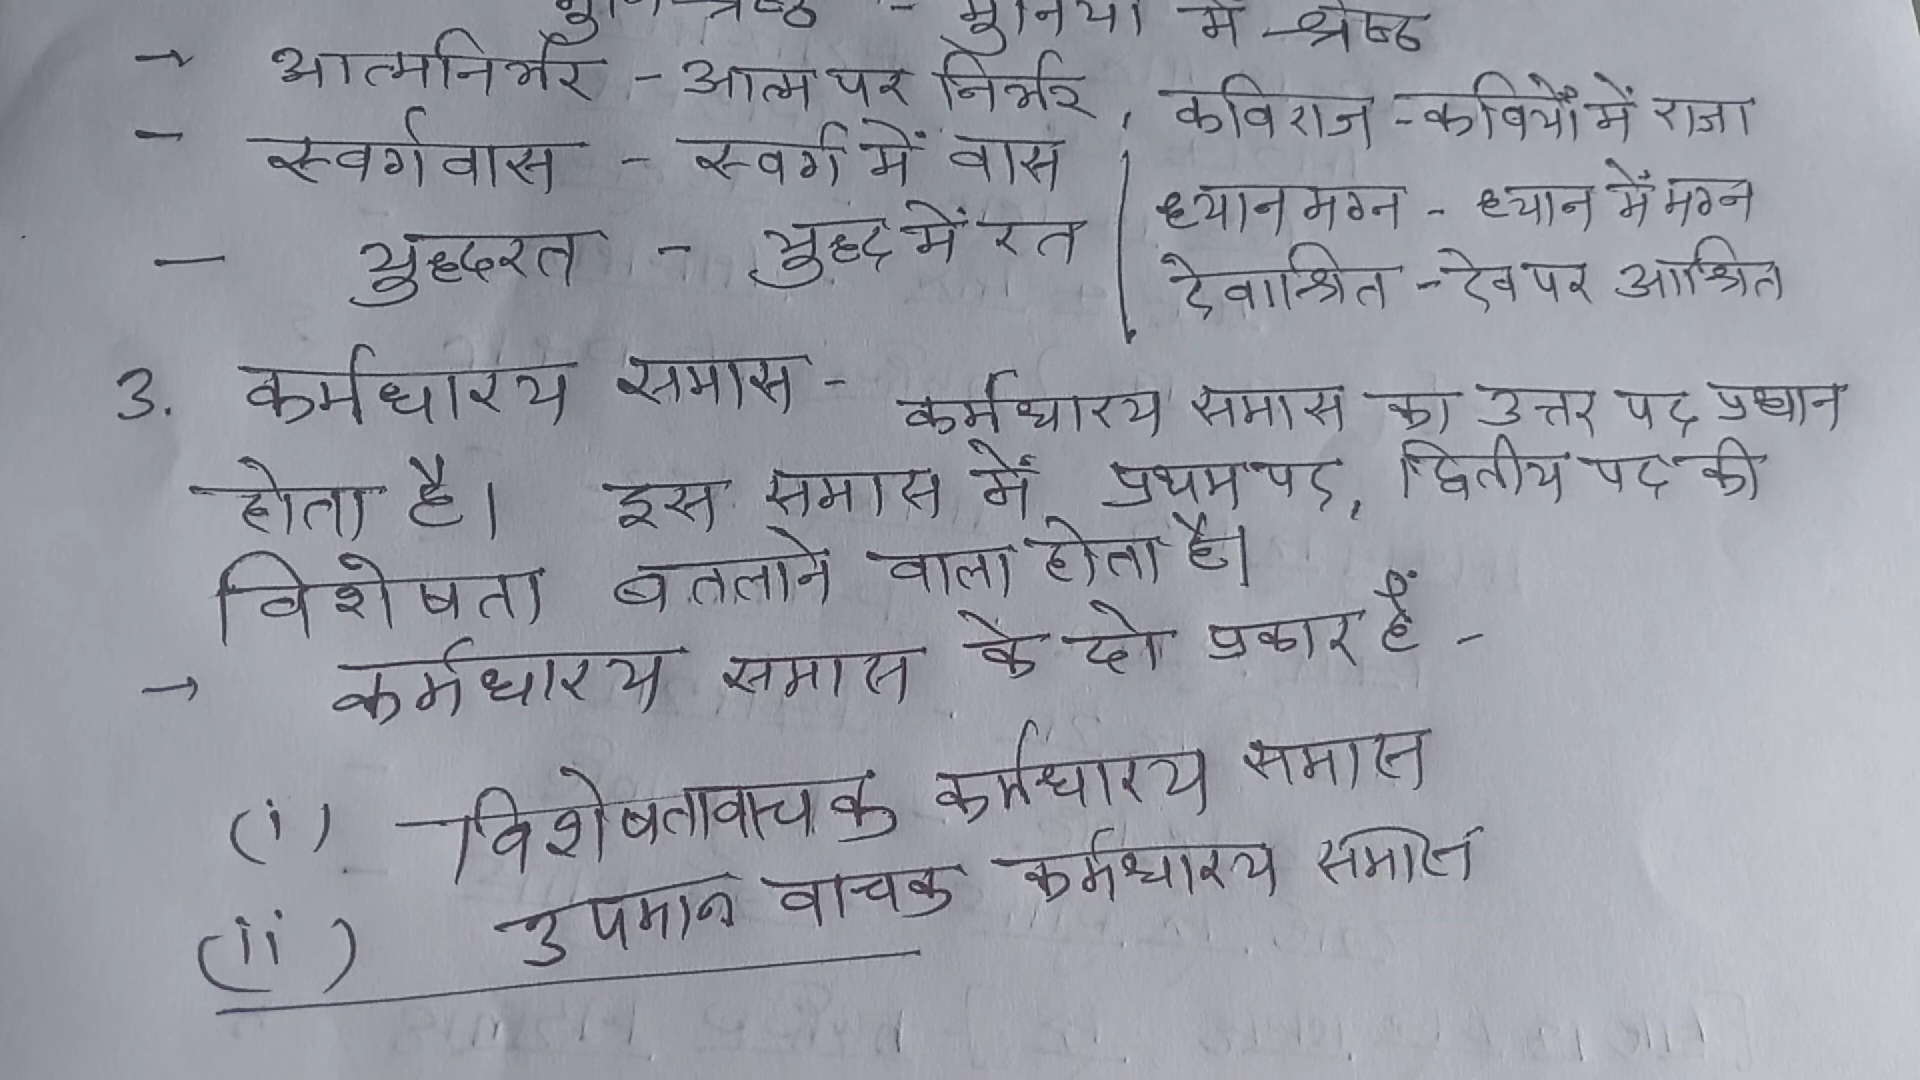 मुनिश्रेष्ठ - मुनियों में श्रेष्ठ
→ आत्मनिर्भर - आत्म पर निर्भर,
- स्वर्गवास - स्वर्ग में वास
- युद्धरत - युद्ध में रत
कविराज - कवियों में राजा
ध्यानमग्न - ध्यान में मग्न
देवाश्रित - देव पर आश्रित
3. कर्मधारय समास - कर्मधारय समास का उत्तर पद प्रधान
होता है। इस समास में प्रथम पद, द्वितीय पद की
विशेषता बतलाने वाला होता है।
→ कर्मधारय समास के दो प्रकार हैं -
(i) विशेषतावाचक कर्मधारय समास
(ii) उपमान वाचक कर्मधारय समास